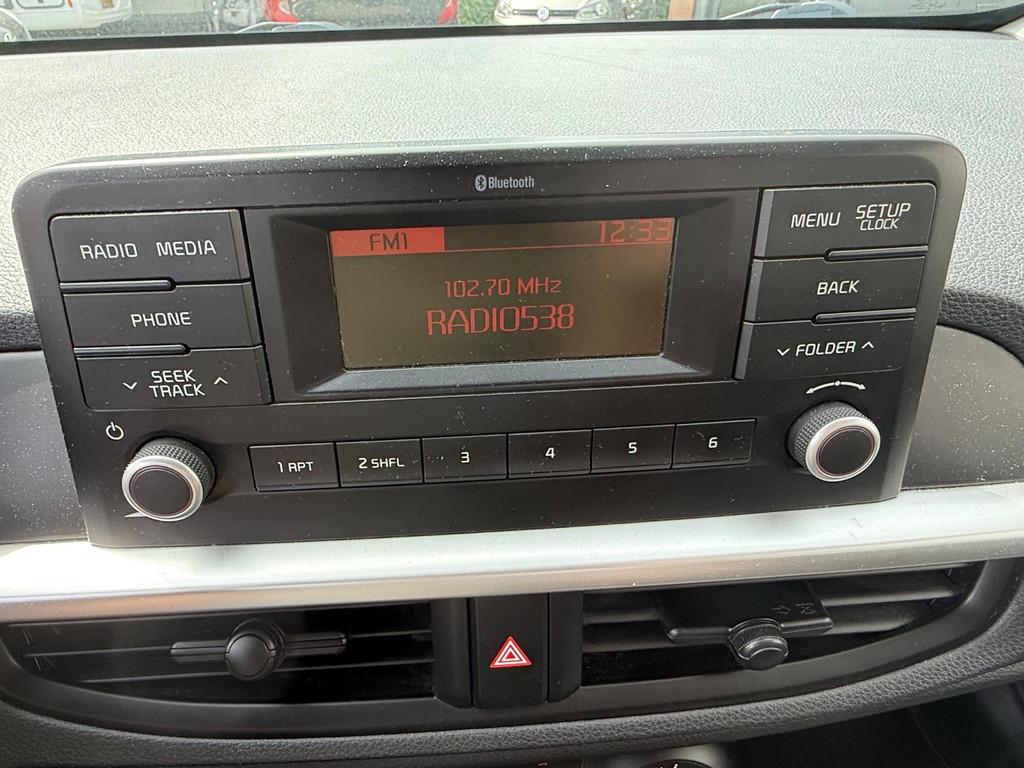 Bluetooth
RADIO MEDIA
PHONE
SEEK
TRACK
FM1 12:33
102.70 MHz
RADIO538
MENU SETUP
CLOCK
BACK
FOLDER
1 RPT 2 SHFL 3 4 5 6